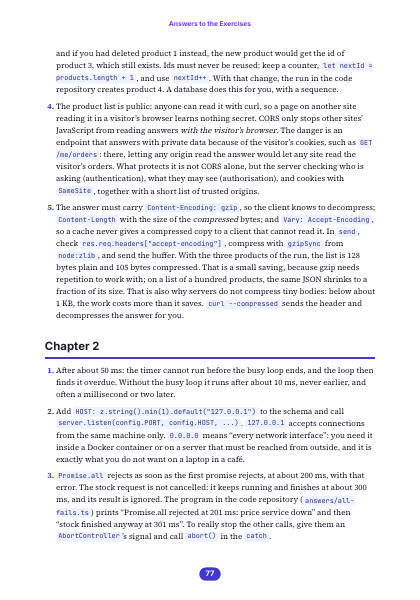 Answers to the Exercises
and if you had deleted product 1 instead, the new product would get the id of
product 3, which still exists. Ids must never be reused: keep a counter, let nextId =
products.length + 1, and use nextId++. With that change, the run in the code
repository creates product 4. A database does this for you, with a sequence.
4. The product list is public: anyone can read it with curl, so a page on another site
reading it in a visitor's browser learns nothing secret. CORS only stops other sites'
JavaScript from reading answers with the visitor's browser. The danger is an
endpoint that answers with private data because of the visitor's cookies, such as GET
/me/orders: there, letting any origin read the answer would let any site read the
visitor's orders. What protects it is not CORS alone, but the server checking who is
asking (authentication), what they may see (authorisation), and cookies with
SameSite, together with a short list of trusted origins.
5. The answer must carry Content-Encoding: gzip, so the client knows to decompress;
Content-Length with the size of the compressed bytes; and Vary: Accept-Encoding,
so a cache never gives a compressed copy to a client that cannot read it. In send,
check res.req.headers["accept-encoding"], compress with gzipSync from
node:zlib, and send the buffer. With the three products of the run, the list is 128
bytes plain and 105 bytes compressed. That is a small saving, because gzip needs
repetition to work with; on a list of a hundred products, the same JSON shrinks to a
fraction of its size. That is also why servers do not compress tiny bodies: below about
1 KB, the work costs more than it saves. curl --compressed sends the header and
decompresses the answer for you.
Chapter 2
1. After about 50 ms: the timer cannot run before the busy loop ends, and the loop then
finds it overdue. Without the busy loop it runs after about 10 ms, never earlier, and
often a millisecond or two later.
2. Add HOST: z.string().min(1).default("127.0.0.1") to the schema and call
server.listen(config.PORT, config.HOST, ...). 127.0.0.1 accepts connections
from the same machine only. 0.0.0.0 means "every network interface": you need it
inside a Docker container or on a server that must be reached from outside, and it is
exactly what you do not want on a laptop in a café.
3. Promise.all rejects as soon as the first promise rejects, at about 200 ms, with that
error. The stock request is not cancelled: it keeps running and finishes at about 300
ms, and its result is ignored. The program in the code repository (answers/all-
fails.ts) prints "Promise.all rejected at 201 ms: price service down" and then
"stock finished anyway at 301 ms". To really stop the other calls, give them an
AbortController's signal and call abort() in the catch.
77